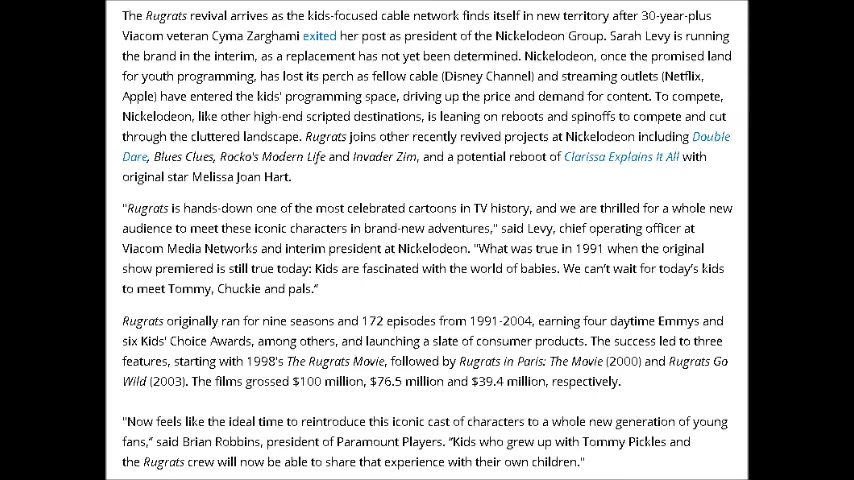 The Rugrats revival arrives as the kids-focused cable network finds itself in new territory after 30-year-plus
Viacom veteran Cyma Zarghami exited her post as president of the Nickelodeon Group. Sarah Levy is running
the brand in the interim, as a replacement has not yet been determined. Nickelodeon, once the promised land
for youth programming, has lost its perch as fellow cable (Disney Channel) and streaming outlets (Netflix,
Apple) have entered the kids' programming space, driving up the price and demand for content. To compete,
Nickelodeon, like other high-end scripted destinations, is leaning on reboots and spinoffs to compete and cut
through the cluttered landscape. Rugrats joins other recently revived projects at Nickelodeon including Double
Dare, Blues Clues, Rocko's Modern Life and Invader Zim, and a potential reboot of Clarissa Explains It All with
original star Melissa Joan Hart.
"Rugrats is hands-down one of the most celebrated cartoons in TV history, and we are thrilled for a whole new
audience to meet these iconic characters in brand-new adventures," said Levy, chief operating officer at
Viacom Media Networks and interim president at Nickelodeon. "What was true in 1991 when the original
show premiered is still true today: Kids are fascinated with the world of babies. We can't wait for today's kids
to meet Tommy, Chuckie and pals."
Rugrats originally ran for nine seasons and 172 episodes from 1991-2004, earning four daytime Emmys and
six Kids' Choice Awards, among others, and launching a slate of consumer products. The success led to three
features, starting with 1998's The Rugrats Movie, followed by Rugrats in Paris: The Movie (2000) and Rugrats Go
Wild (2003). The films grossed $100 million, $76.5 million and $39.4 million, respectively.
"Now feels like the ideal time to reintroduce this iconic cast of characters to a whole new generation of young
fans," said Brian Robbins, president of Paramount Players. "Kids who grew up with Tommy Pickles and
the Rugrats crew will now be able to share that experience with their own children."